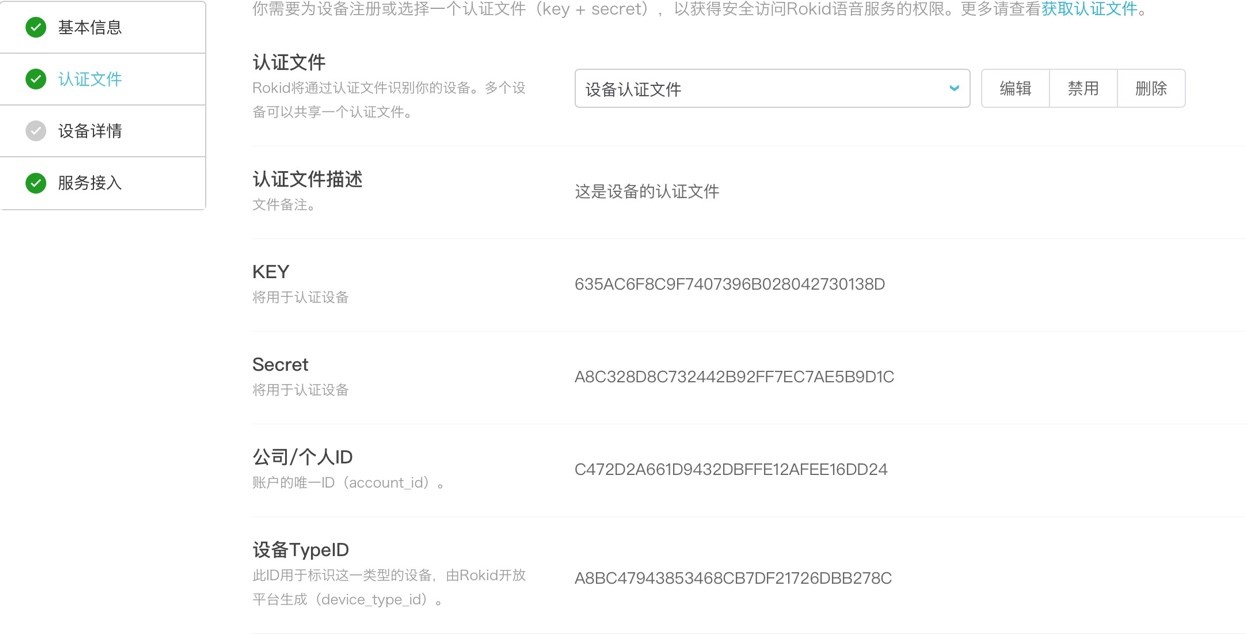 你需要为设备注册或选择一个认证文件（key + secret），以获得安全访问Rokid语音服务的权限。更多请查看获取认证文件。
基本信息
认证文件
设备详情
服务接入
认证文件
Rokid将通过认证文件识别你的设备。多个设
备可以共享一个认证文件。
设备认证文件
编辑
禁用
删除
认证文件描述
文件备注。
这是设备的认证文件
KEY
将用于认证设备
635AC6F8C9F7407396B028042730138D
Secret
将用于认证设备
A8C328D8C732442B92FF7EC7AE5B9D1C
公司/个人ID
账户的唯一ID（account_id）。
C472D2A661D9432DBFFE12AFEE16DD24
设备TypeID
此ID用于标识这一类型的设备，由Rokid开放
平台生成（device_type_id）。
A8BC47943853468CB7DF21726DBB278C